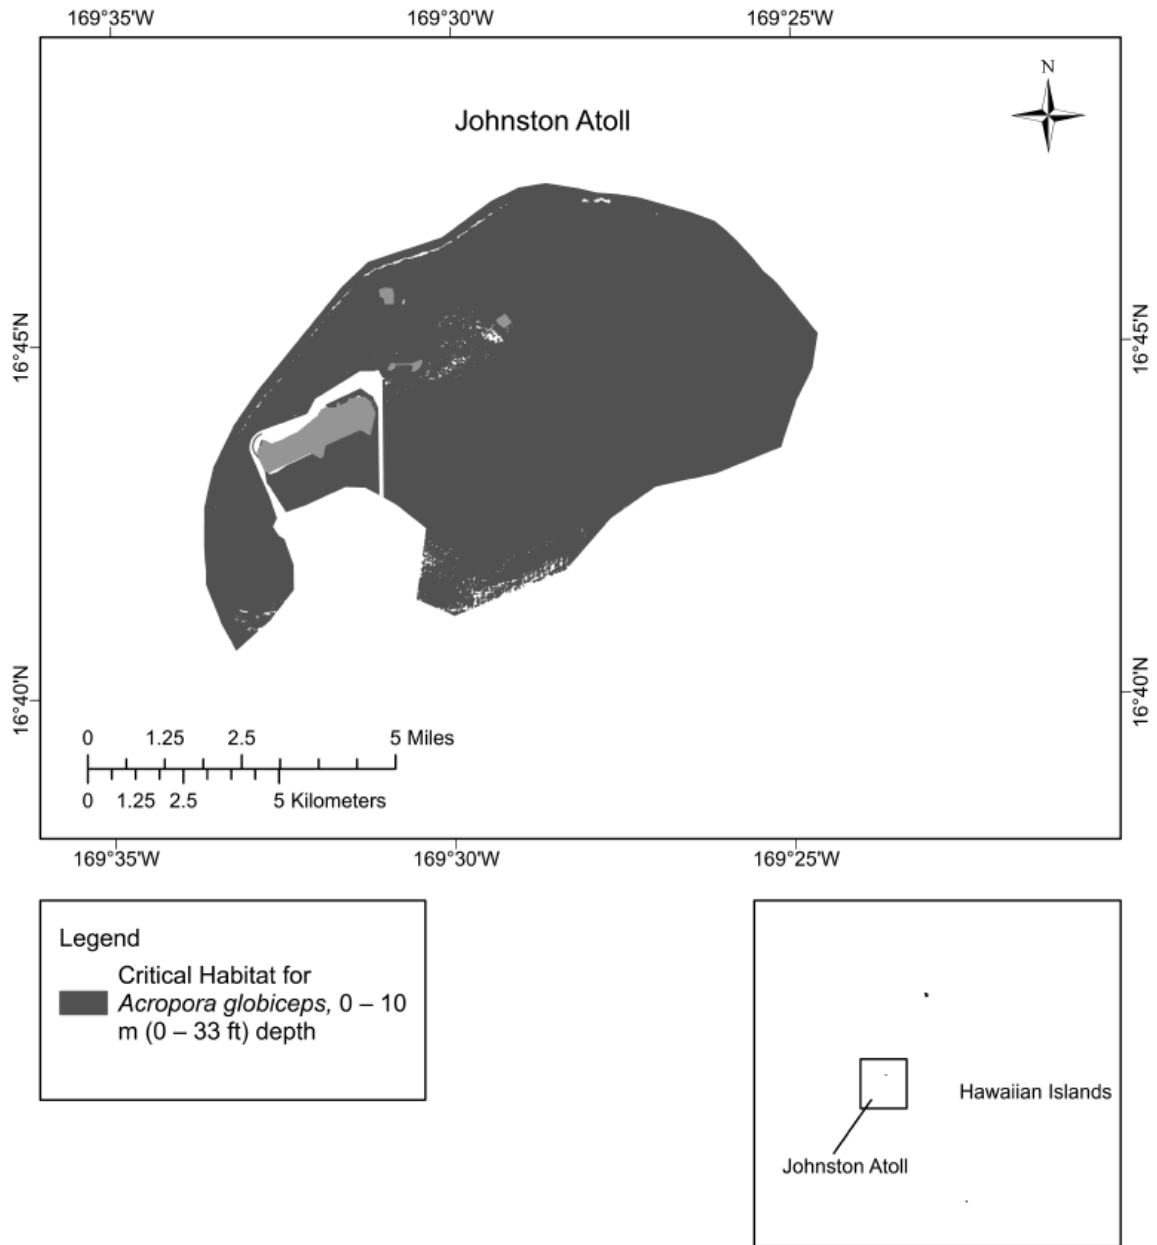 169°35'W 169°30'W 169°25'W
N
Johnston Atoll
16°45'N 16°45'N
16°40'N 16°40'N
0 1.25 2.5 5 Miles
0 1.25 2.5 5 Kilometers
169°35'W 169°30'W 169°25'W
Legend
Critical Habitat for
Acropora globiceps, 0 – 10
m (0 – 33 ft) depth
Hawaiian Islands
Johnston Atoll